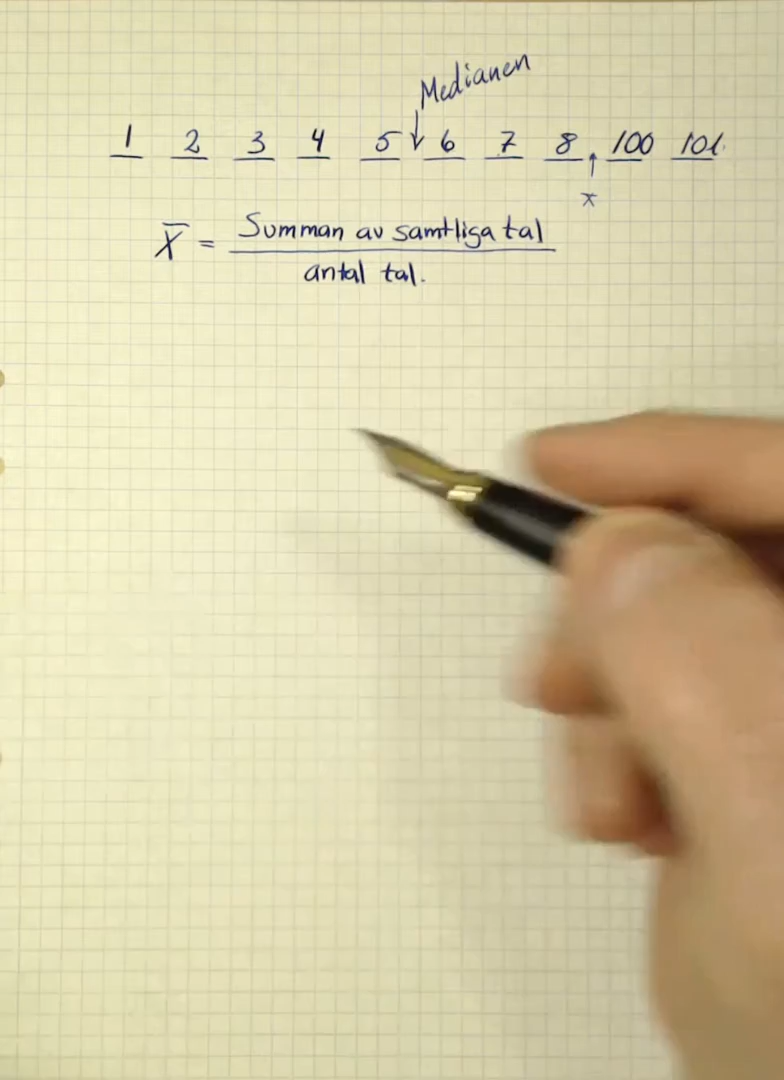 Medianen
1 2 3 4 5 6 7 8 100 101
x
X̄ = Summan av samtliga tal
antal tal.